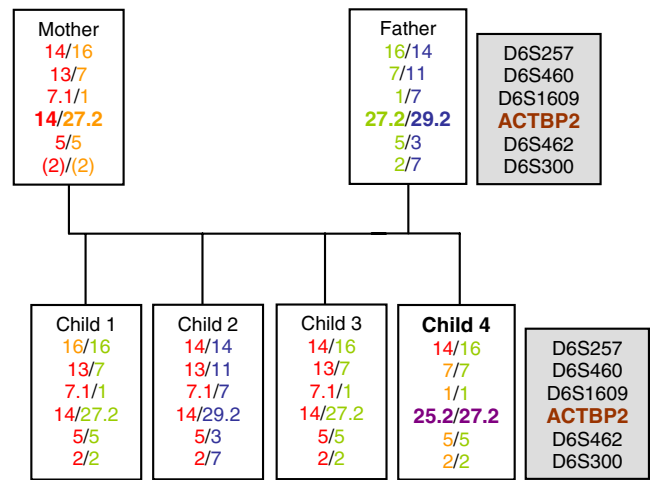 Mother
14/16
13/7
7.1/1
14/27.2
5/5
(2)/(2)
Father
16/14
7/11
1/7
27.2/29.2
5/3
2/7
D6S257
D6S460
D6S1609
ACTBP2
D6S462
D6S300
Child 1
16/16
13/7
7.1/1
14/27.2
5/5
2/2
Child 2
14/14
13/11
7.1/7
14/29.2
5/3
2/7
Child 3
14/16
13/7
7.1/1
14/27.2
5/5
2/2
Child 4
14/16
7/7
1/1
25.2/27.2
5/5
2/2
D6S257
D6S460
D6S1609
ACTBP2
D6S462
D6S300